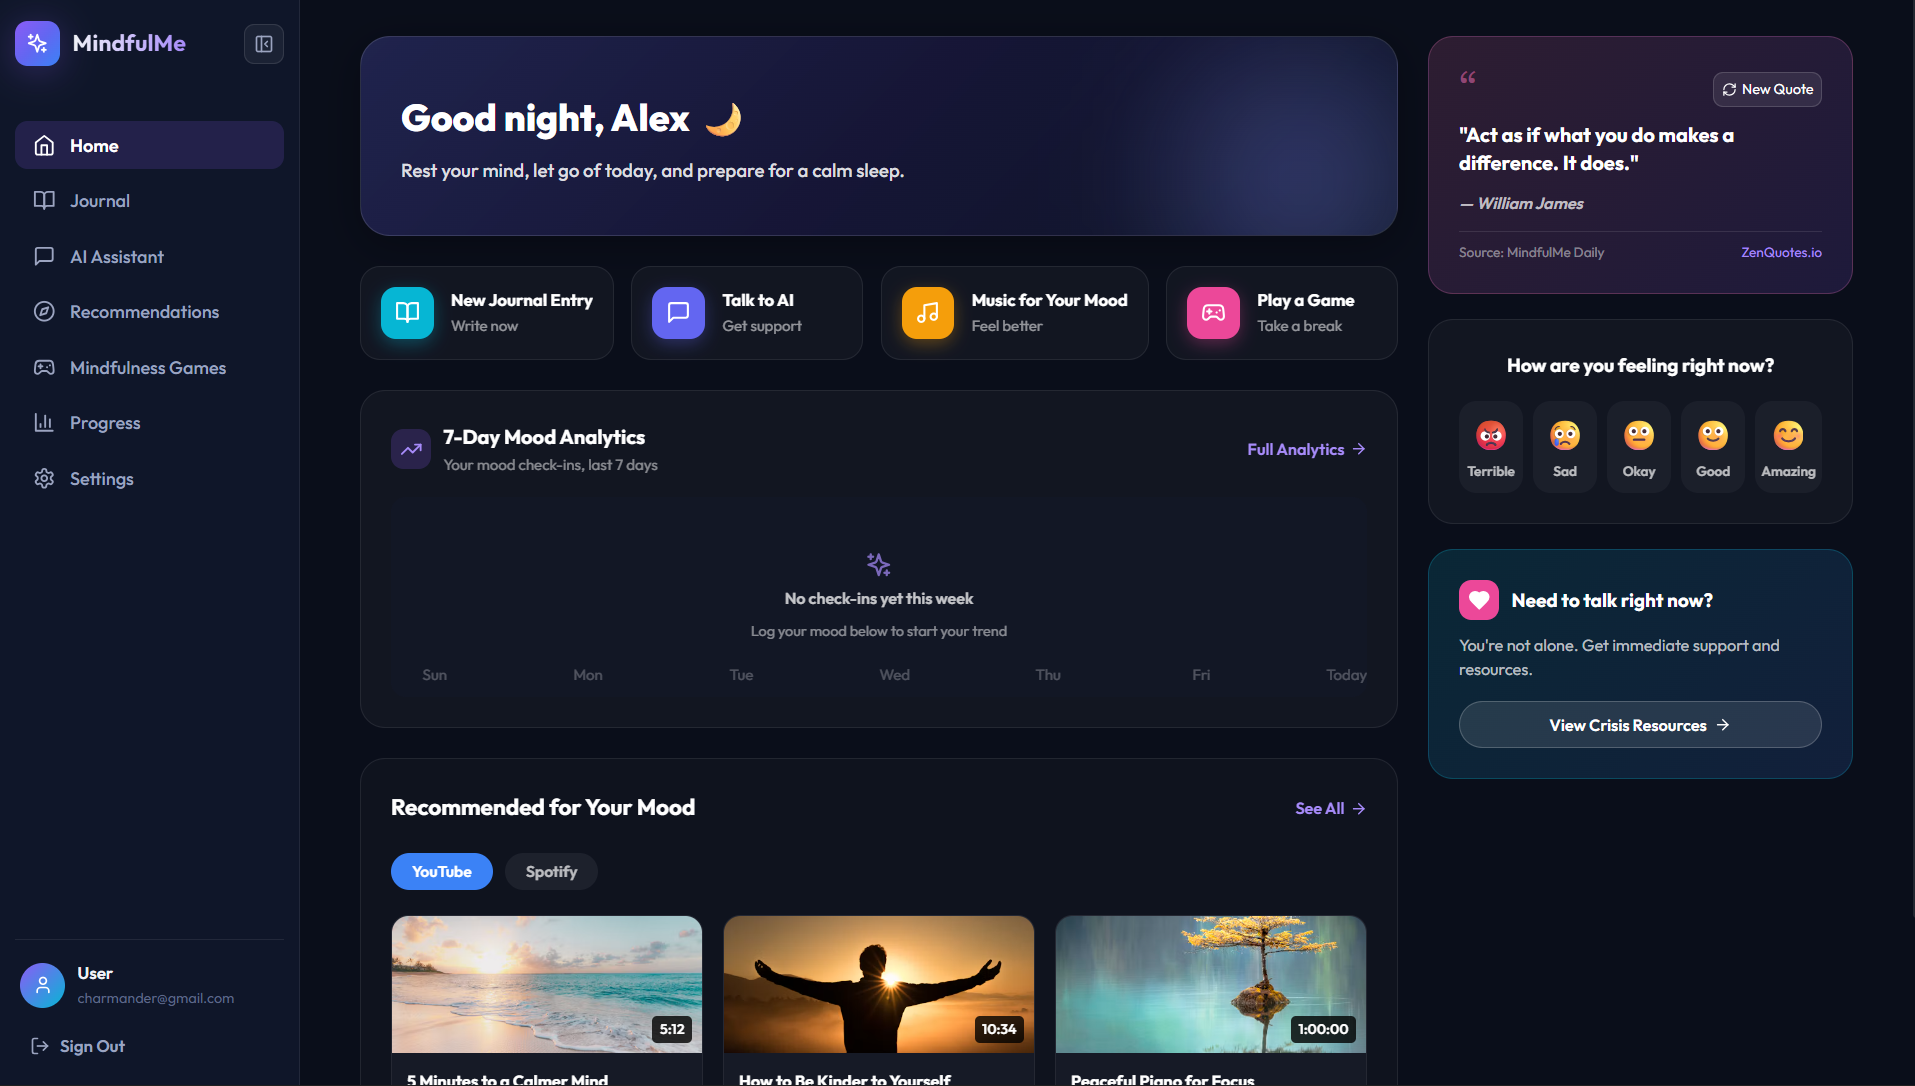 MindfulMe
Home
Journal
AI Assistant
Recommendations
Mindfulness Games
Progress
Settings
User
charmander@gmail.com
Sign Out
Good night, Alex 🌙
Rest your mind, let go of today, and prepare for a calm sleep.
New Journal Entry
Write now
Talk to AI
Get support
Music for Your Mood
Feel better
Play a Game
Take a break
7-Day Mood Analytics
Your mood check-ins, last 7 days
Full Analytics →
No check-ins yet this week
Log your mood below to start your trend
Sun Mon Tue Wed Thu Fri Today
Recommended for Your Mood
See All →
YouTube
Spotify
5:12
10:34
1:00:00
5 Minutes to a Calmer Mind
How to Be Kinder to Yourself
Peaceful Piano for Focus
“
New Quote
"Act as if what you do makes a
difference. It does."
— William James
Source: MindfulMe Daily
ZenQuotes.io
How are you feeling right now?
Terrible
Sad
Okay
Good
Amazing
Need to talk right now?
You're not alone. Get immediate support and
resources.
View Crisis Resources →